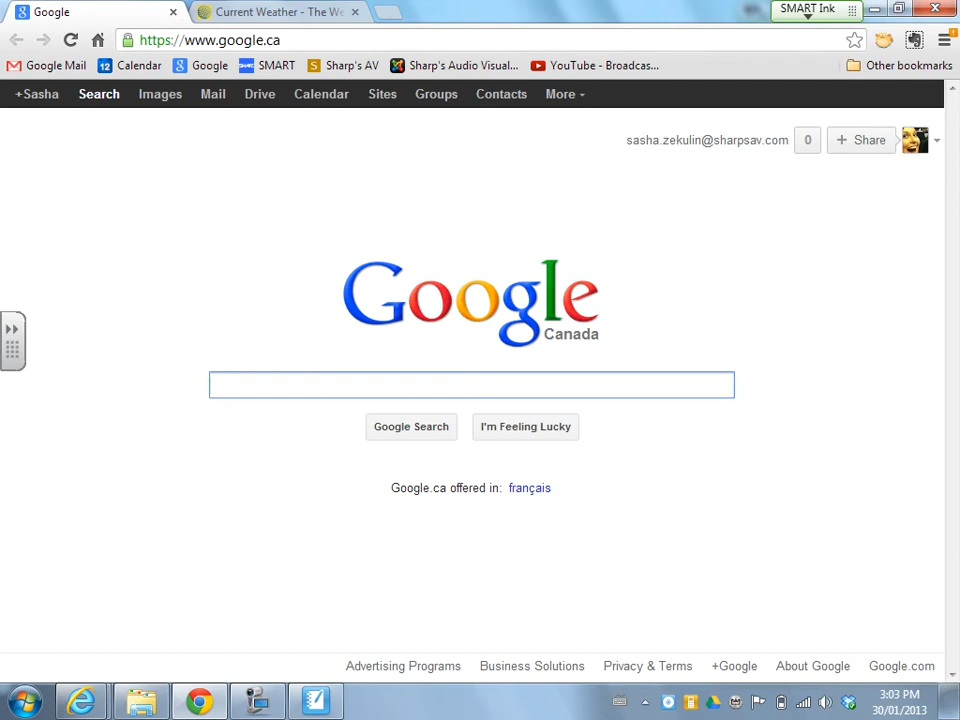 Google
Current Weather - The We
SMART Ink
https://www.google.ca
Google Mail
12
Calendar
Google
SMART
Sharp's AV
Sharp's Audio Visual...
YouTube - Broadcas...
Other bookmarks
+Sasha Search Images Mail Drive Calendar Sites Groups Contacts More
sasha.zekulin@sharpsav.com 0 + Share
Google
Canada
Google Search I'm Feeling Lucky
Google.ca offered in: français
Advertising Programs Business Solutions Privacy & Terms +Google About Google Google.com
3:03 PM
30/01/2013